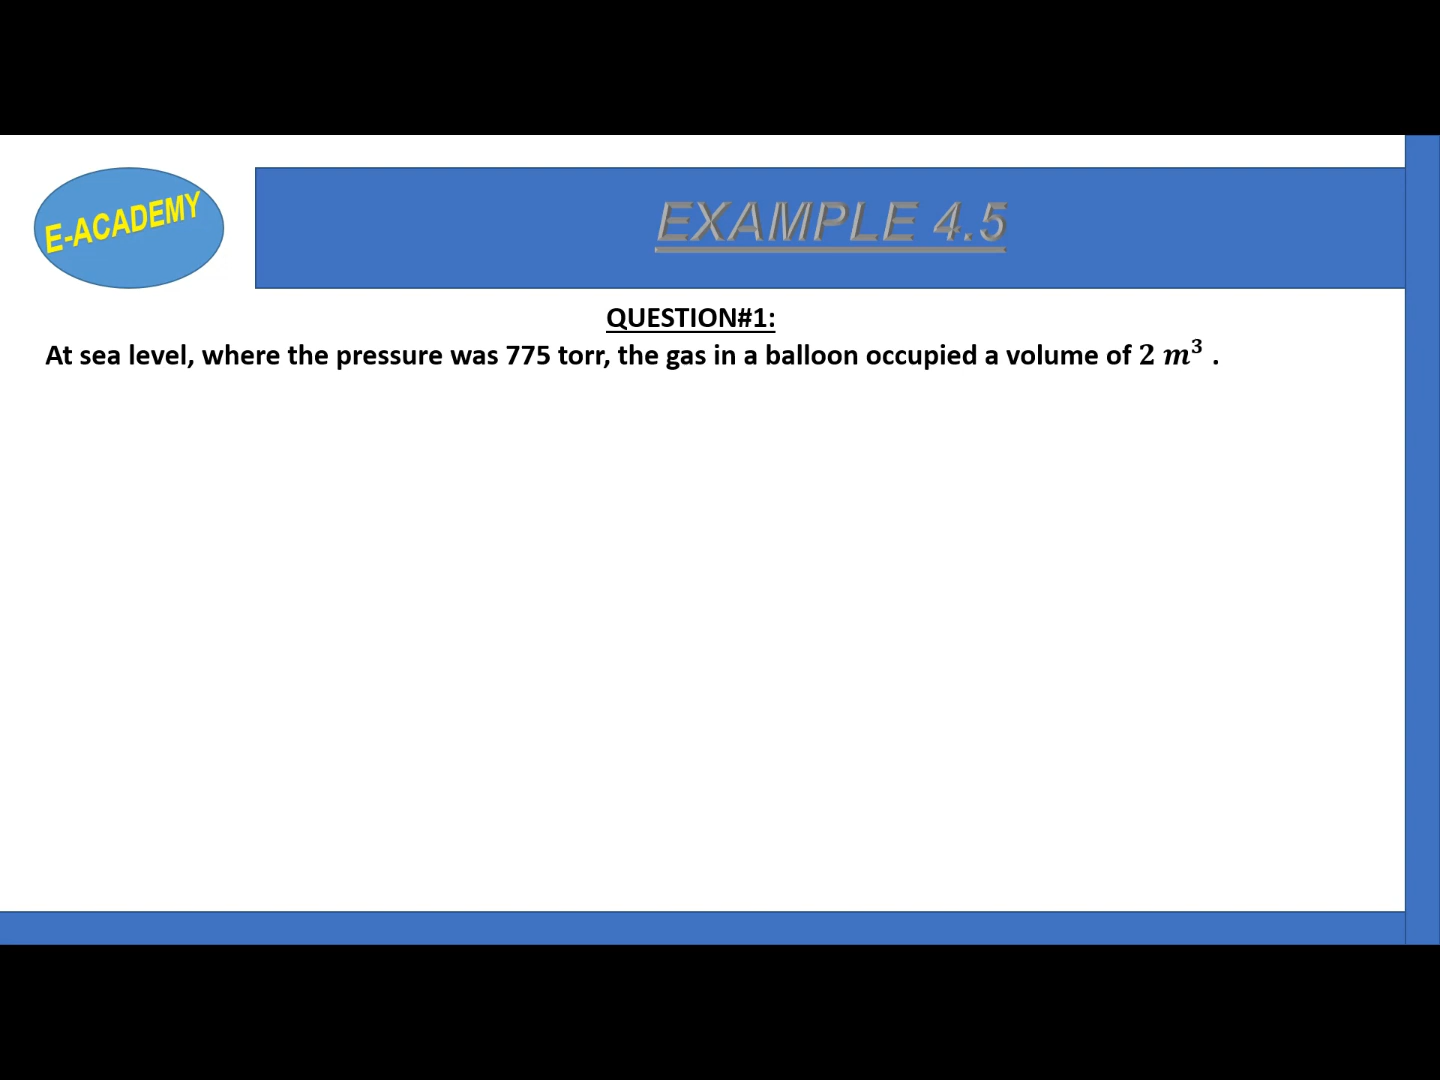 E-ACADEMY
EXAMPLE 4.5
QUESTION#1:
At sea level, where the pressure was 775 torr, the gas in a balloon occupied a volume of 2 m³ .